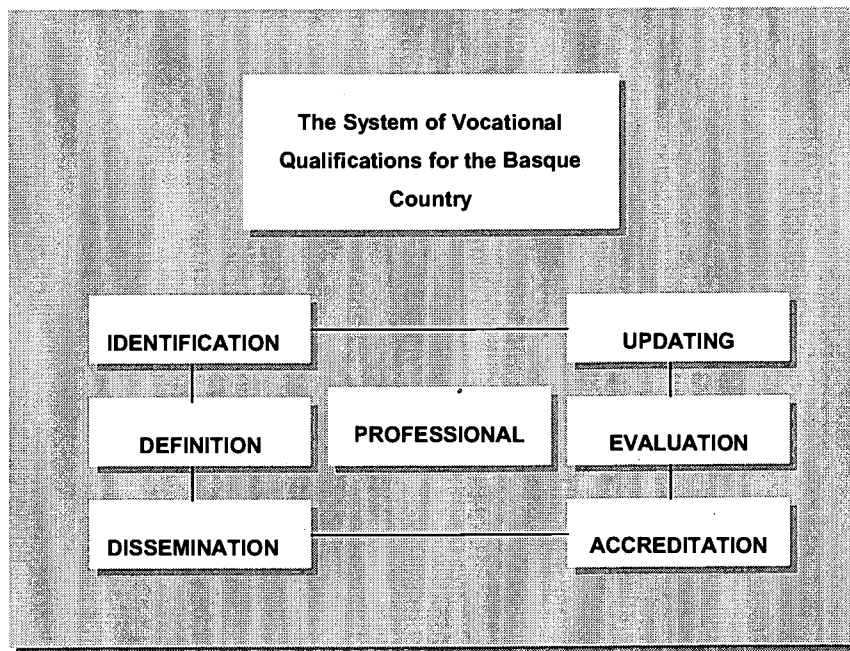 The System of Vocational
Qualifications for the Basque
Country
IDENTIFICATION
UPDATING
DEFINITION
PROFESSIONAL
EVALUATION
DISSEMINATION
ACCREDITATION